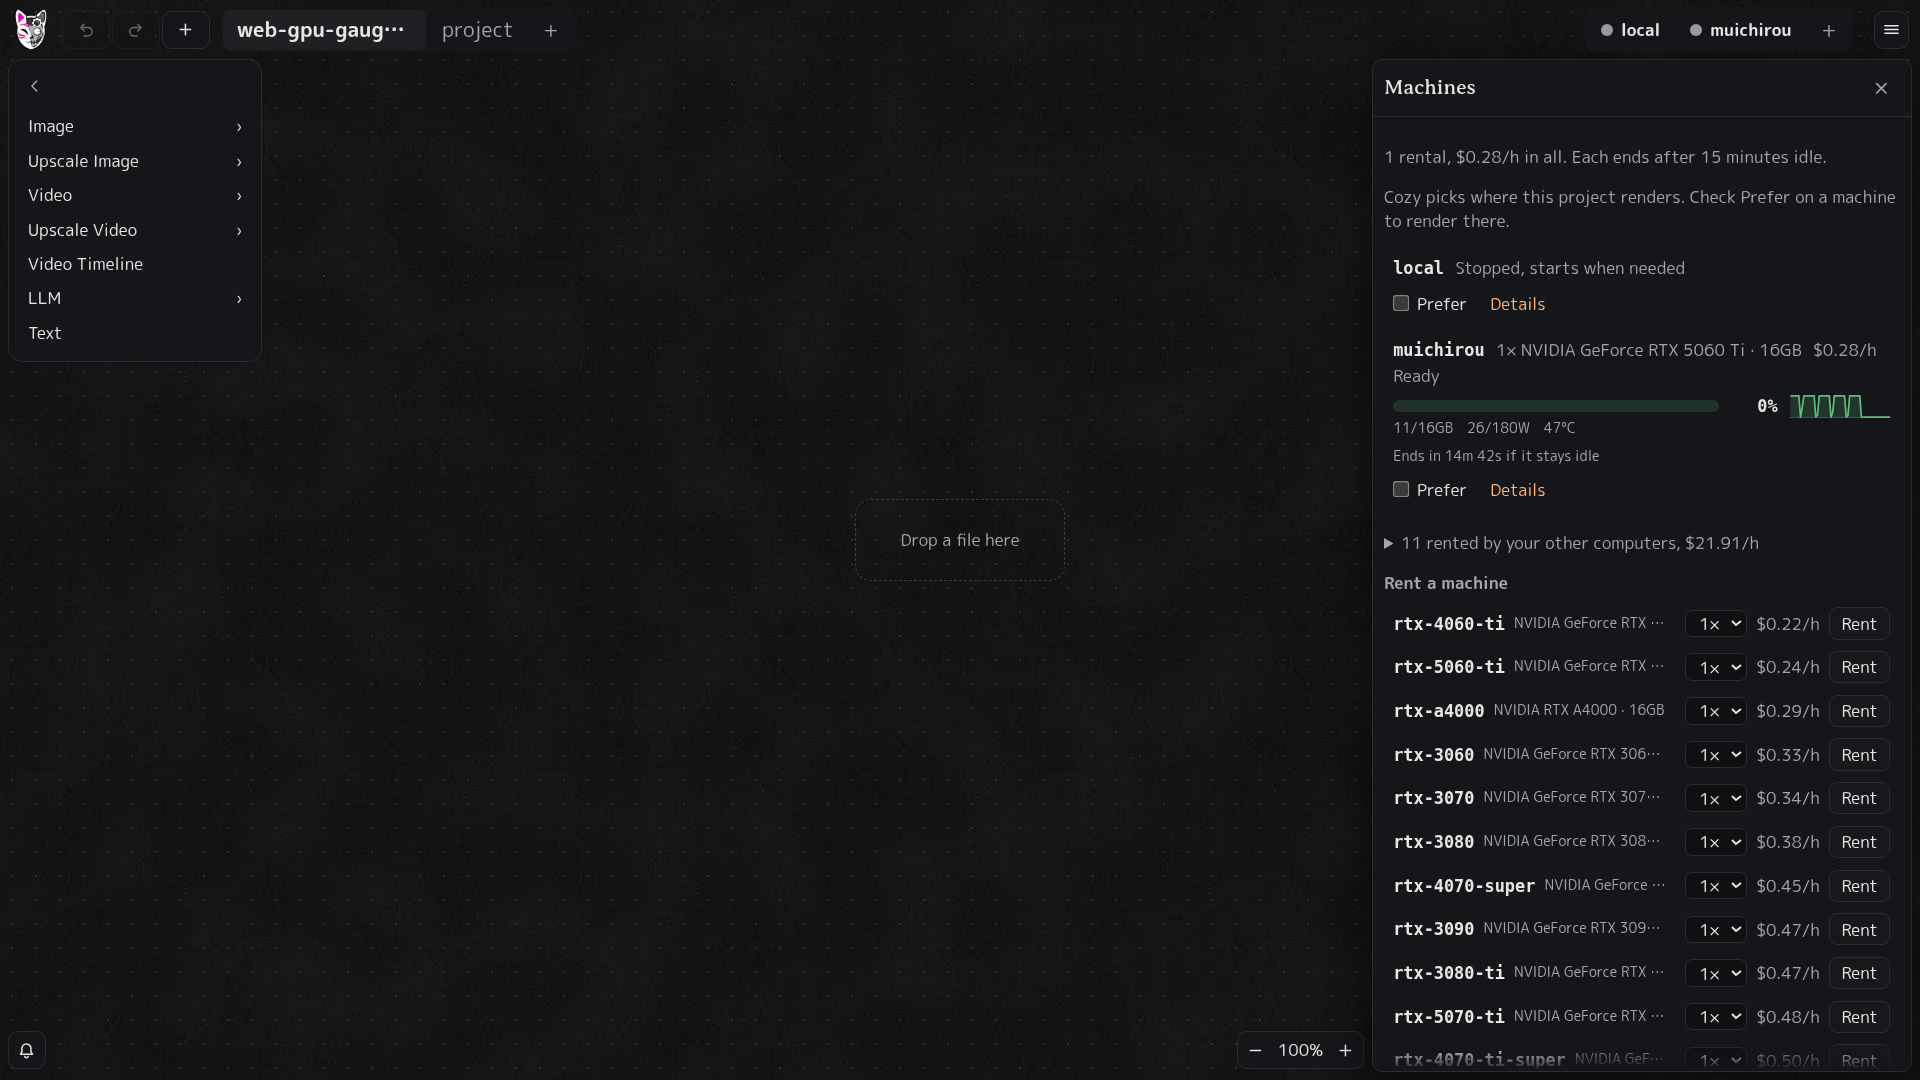 web-gpu-gaug···
project
local
muichirou
Image
Upscale Image
Video
Upscale Video
Video Timeline
LLM
Text
Drop a file here
100%
Machines
1 rental, $0.28/h in all. Each ends after 15 minutes idle.
Cozy picks where this project renders. Check Prefer on a machine
to render there.
local Stopped, starts when needed
Prefer Details
muichirou 1× NVIDIA GeForce RTX 5060 Ti · 16GB $0.28/h
Ready
0%
11/16GB 26/180W 47°C
Ends in 14m 42s if it stays idle
Prefer Details
11 rented by your other computers, $21.91/h
Rent a machine
rtx-4060-ti NVIDIA GeForce RTX ··· 1× $0.22/h Rent
rtx-5060-ti NVIDIA GeForce RTX ··· 1× $0.24/h Rent
rtx-a4000 NVIDIA RTX A4000 · 16GB 1× $0.29/h Rent
rtx-3060 NVIDIA GeForce RTX 306··· 1× $0.33/h Rent
rtx-3070 NVIDIA GeForce RTX 307··· 1× $0.34/h Rent
rtx-3080 NVIDIA GeForce RTX 308··· 1× $0.38/h Rent
rtx-4070-super NVIDIA GeForce ··· 1× $0.45/h Rent
rtx-3090 NVIDIA GeForce RTX 309··· 1× $0.47/h Rent
rtx-3080-ti NVIDIA GeForce RTX ··· 1× $0.47/h Rent
rtx-5070-ti NVIDIA GeForce RTX ··· 1× $0.48/h Rent
rtx-4070-ti-super NVIDIA GeF··· 1× $0.50/h Rent